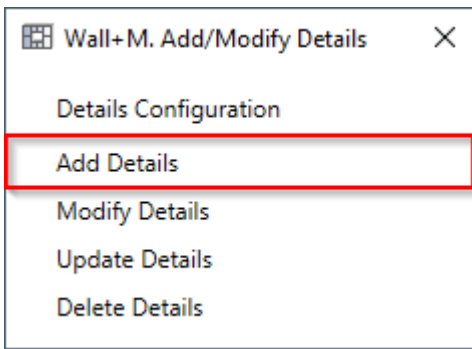 Wall+M. Add/Modify Details
Details Configuration
Add Details
Modify Details
Update Details
Delete Details